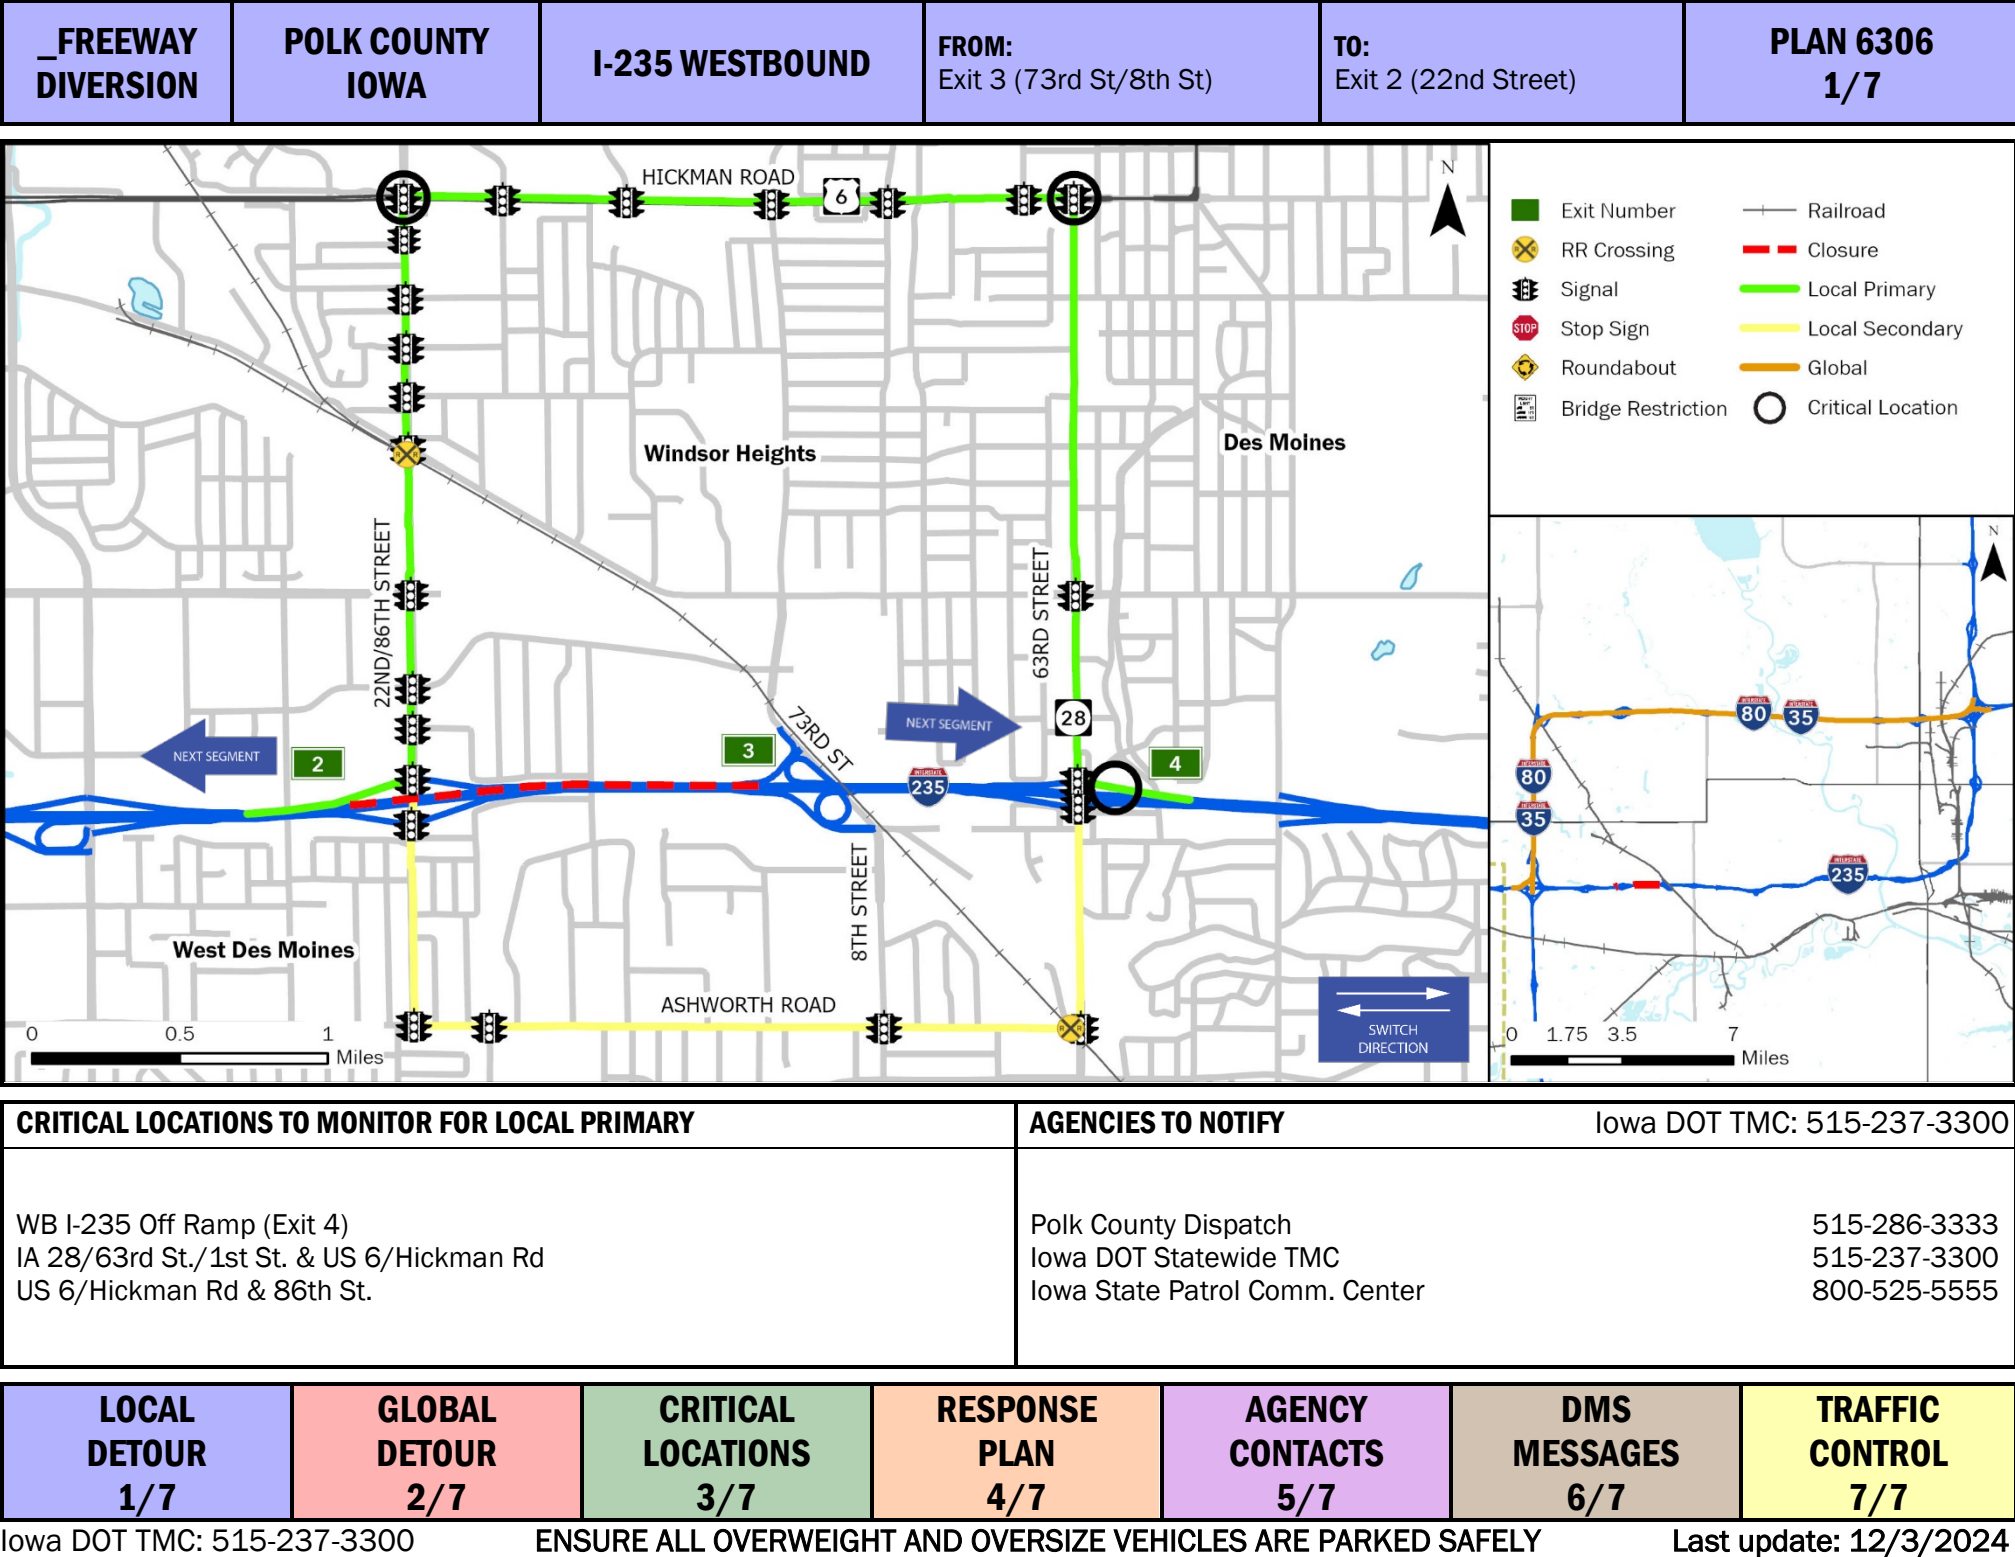 _FREEWAY
DIVERSION
POLK COUNTY
IOWA
I-235 WESTBOUND
FROM:
Exit 3 (73rd St/8th St)
TO:
Exit 2 (22nd Street)
PLAN 6306
1/7
HICKMAN ROAD
6
N
Windsor Heights
Des Moines
22ND/86TH STREET
63RD STREET
28
NEXT SEGMENT
NEXT SEGMENT
2
3
4
73RD ST
INTERSTATE
235
8TH STREET
West Des Moines
ASHWORTH ROAD
0 0.5 1
Miles
SWITCH
DIRECTION
Exit Number
Railroad
RR Crossing
Closure
Signal
Local Primary
STOP
Stop Sign
Local Secondary
Roundabout
Global
Bridge Restriction
Critical Location
N
80
35
80
35
INTERSTATE
235
0 1.75 3.5 7
Miles
CRITICAL LOCATIONS TO MONITOR FOR LOCAL PRIMARY
WB I-235 Off Ramp (Exit 4)
IA 28/63rd St./1st St. & US 6/Hickman Rd
US 6/Hickman Rd & 86th St.
AGENCIES TO NOTIFY
Iowa DOT TMC: 515-237-3300
Polk County Dispatch 515-286-3333
Iowa DOT Statewide TMC 515-237-3300
Iowa State Patrol Comm. Center 800-525-5555
LOCAL
DETOUR
1/7
GLOBAL
DETOUR
2/7
CRITICAL
LOCATIONS
3/7
RESPONSE
PLAN
4/7
AGENCY
CONTACTS
5/7
DMS
MESSAGES
6/7
TRAFFIC
CONTROL
7/7
Iowa DOT TMC: 515-237-3300
ENSURE ALL OVERWEIGHT AND OVERSIZE VEHICLES ARE PARKED SAFELY
Last update: 12/3/2024